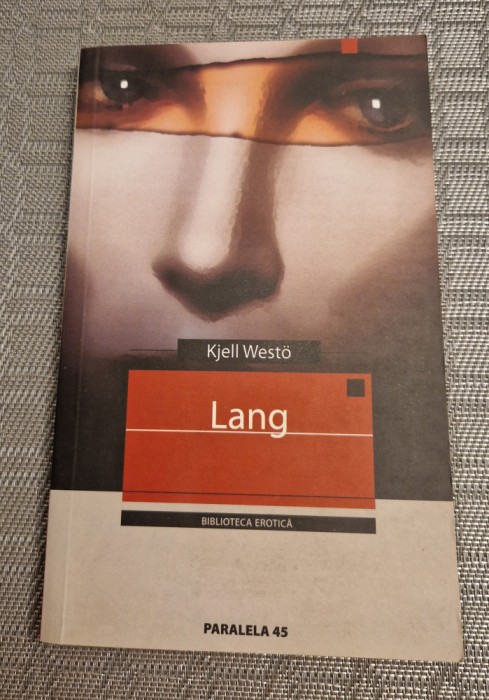 Kjell Westö
Lang
BIBLIOTECA EROTICĂ
PARALELA 45